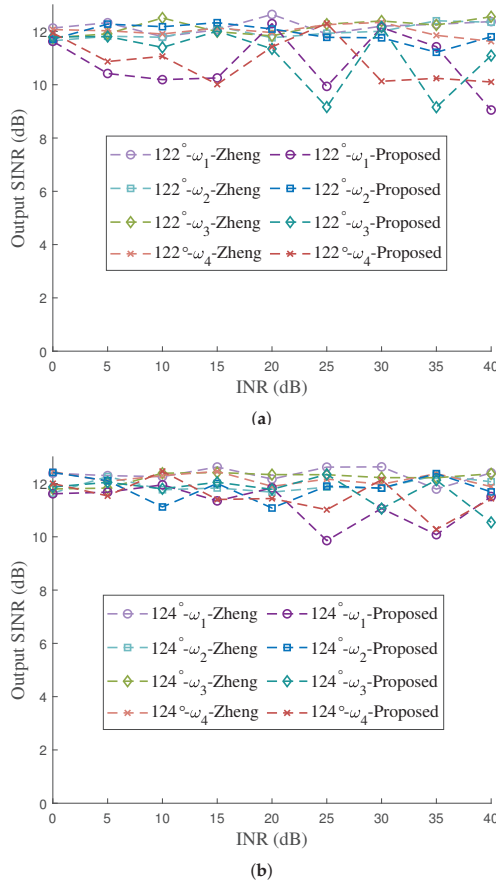 12
10
8
6
4
2
0
Output SINR (dB)
122°-ω1-Zheng 122°-ω1-Proposed
122°-ω2-Zheng 122°-ω2-Proposed
122°-ω3-Zheng 122°-ω3-Proposed
122°-ω4-Zheng 122°-ω4-Proposed
0 5 10 15 20 25 30 35 40
INR (dB)
(a)
12
10
8
6
4
2
0
Output SINR (dB)
124°-ω1-Zheng 124°-ω1-Proposed
124°-ω2-Zheng 124°-ω2-Proposed
124°-ω3-Zheng 124°-ω3-Proposed
124°-ω4-Zheng 124°-ω4-Proposed
0 5 10 15 20 25 30 35 40
INR (dB)
(b)